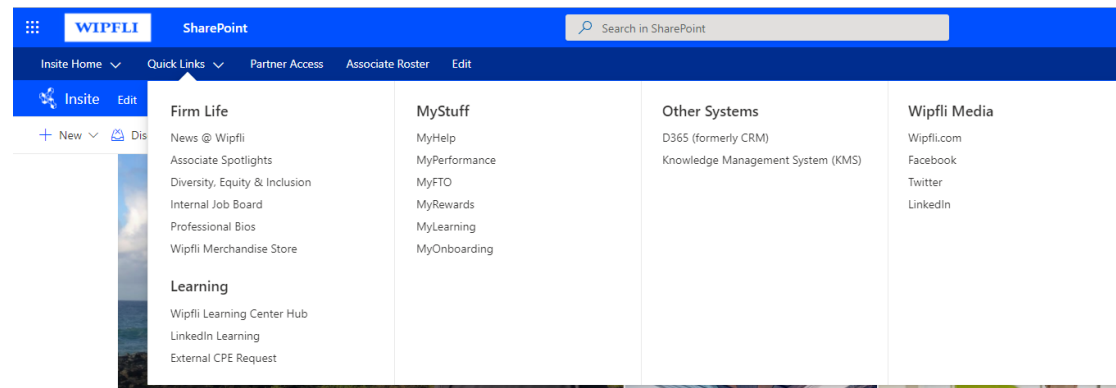 WIPFLI SharePoint Search in SharePoint
Insite Home Quick Links Partner Access Associate Roster Edit
Insite Edit
+ New Dis
Firm Life
News @ Wipfli
Associate Spotlights
Diversity, Equity & Inclusion
Internal Job Board
Professional Bios
Wipfli Merchandise Store
Learning
Wipfli Learning Center Hub
LinkedIn Learning
External CPE Request
MyStuff
MyHelp
MyPerformance
MyFTO
MyRewards
MyLearning
MyOnboarding
Other Systems
D365 (formerly CRM)
Knowledge Management System (KMS)
Wipfli Media
Wipfli.com
Facebook
Twitter
LinkedIn